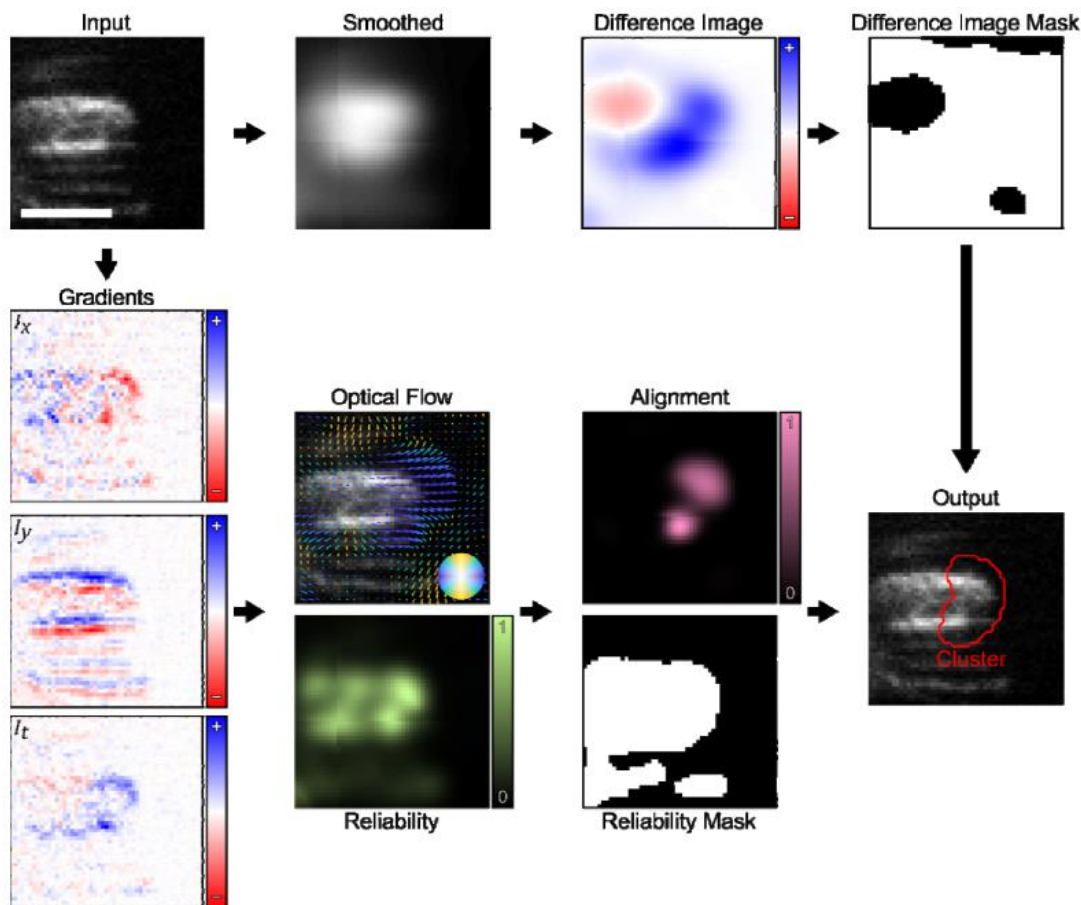 Input
Smoothed
Difference Image
Difference Image Mask
+
−
Gradients
Ix
+
−
Optical Flow
Alignment
1
0
Output
Cluster
Iy
+
−
1
0
Reliability
Reliability Mask
It
+
−